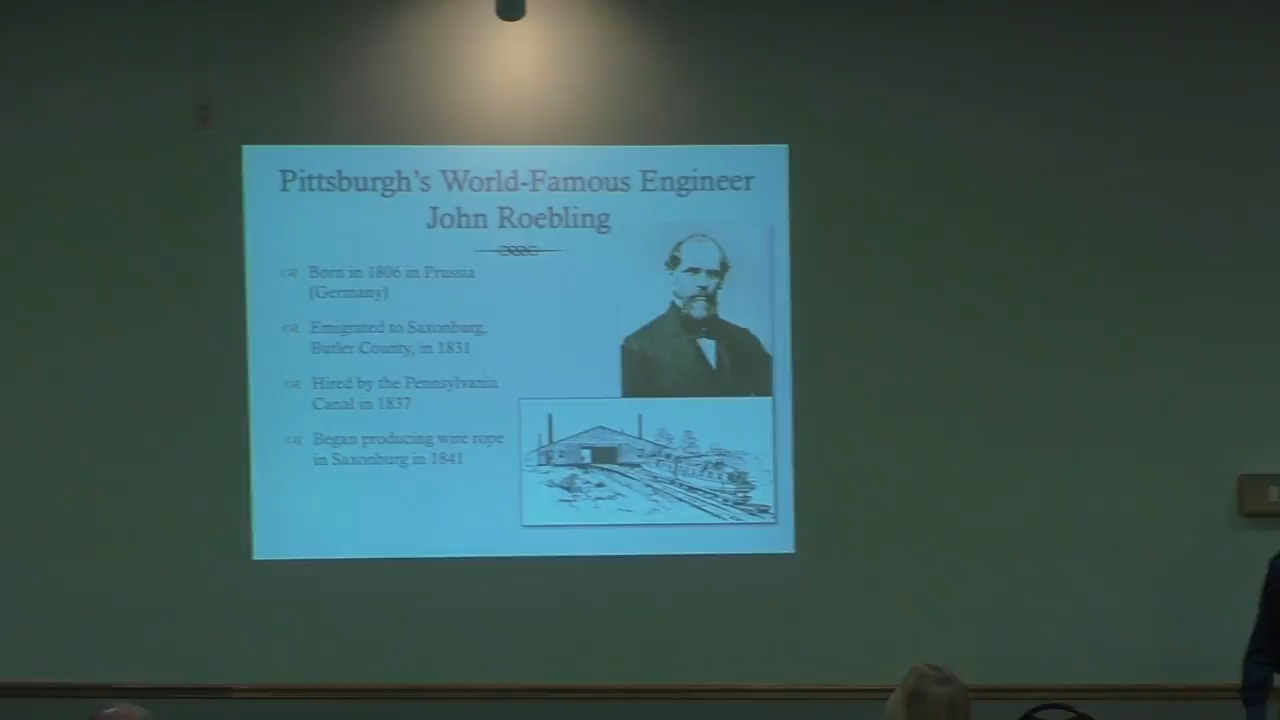 Pittsburgh's World-Famous Engineer
John Roebling
Born in 1806 in Prussia
(Germany)
Emigrated to Saxonburg,
Butler County, in 1831
Hired by the Pennsylvania
Canal in 1837
Began producing wire rope
in Saxonburg in 1841